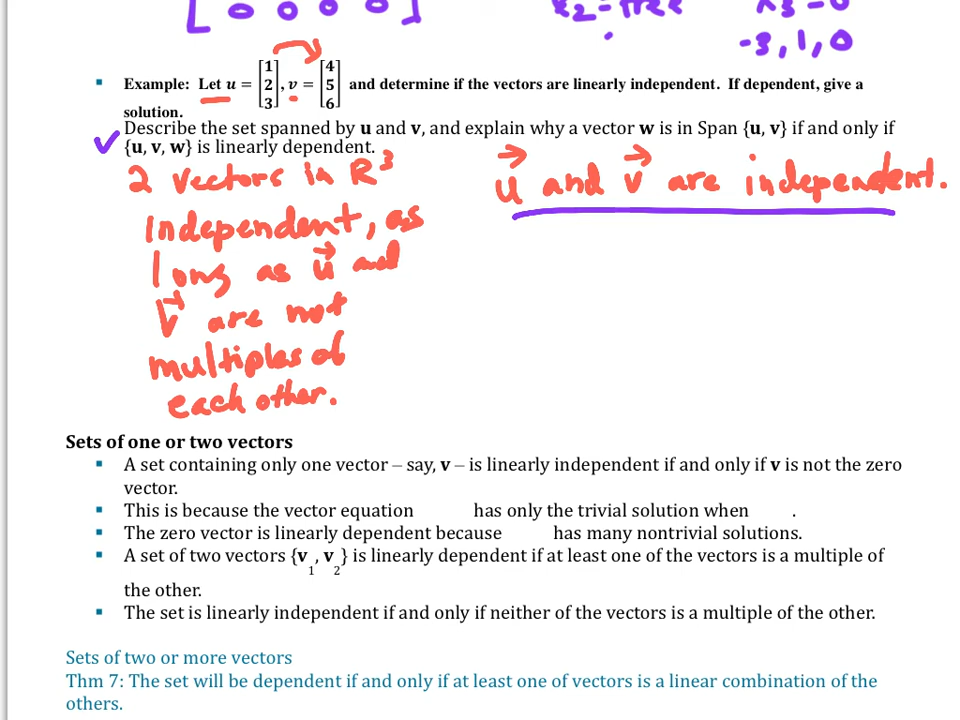 [0 0 0 0]
x2 = free x3 = 0
-3, 1, 0
▪ Example: Let u = [1 2 3], v = [4 5 6] and determine if the vectors are linearly independent. If dependent, give a
solution.
Describe the set spanned by u and v, and explain why a vector w is in Span {u, v} if and only if
{u, v, w} is linearly dependent.
2 vectors in R³
u and v are independent.
Independent, as
long as u and
v are not
multiples of
each other.
Sets of one or two vectors
▪ A set containing only one vector – say, v – is linearly independent if and only if v is not the zero
vector.
▪ This is because the vector equation has only the trivial solution when .
▪ The zero vector is linearly dependent because has many nontrivial solutions.
▪ A set of two vectors {v1, v2} is linearly dependent if at least one of the vectors is a multiple of
the other.
▪ The set is linearly independent if and only if neither of the vectors is a multiple of the other.
Sets of two or more vectors
Thm 7: The set will be dependent if and only if at least one of vectors is a linear combination of the
others.